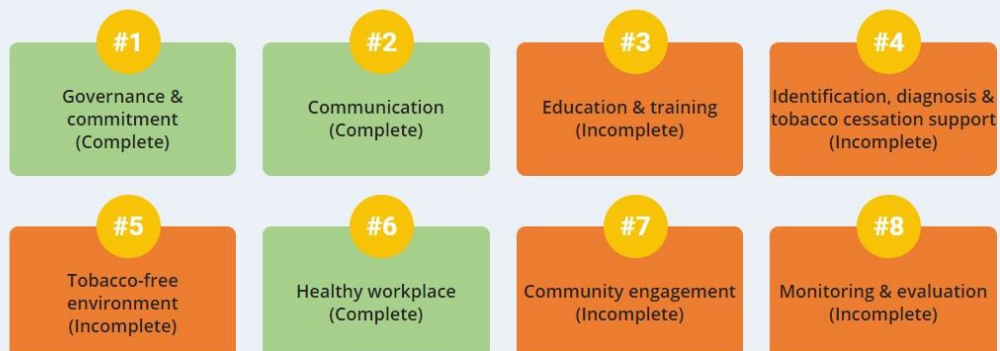 #1
Governance &
commitment
(Complete)
#2
Communication
(Complete)
#3
Education & training
(Incomplete)
#4
Identification, diagnosis &
tobacco cessation support
(Incomplete)
#5
Tobacco-free
environment
(Incomplete)
#6
Healthy workplace
(Complete)
#7
Community engagement
(Incomplete)
#8
Monitoring & evaluation
(Incomplete)